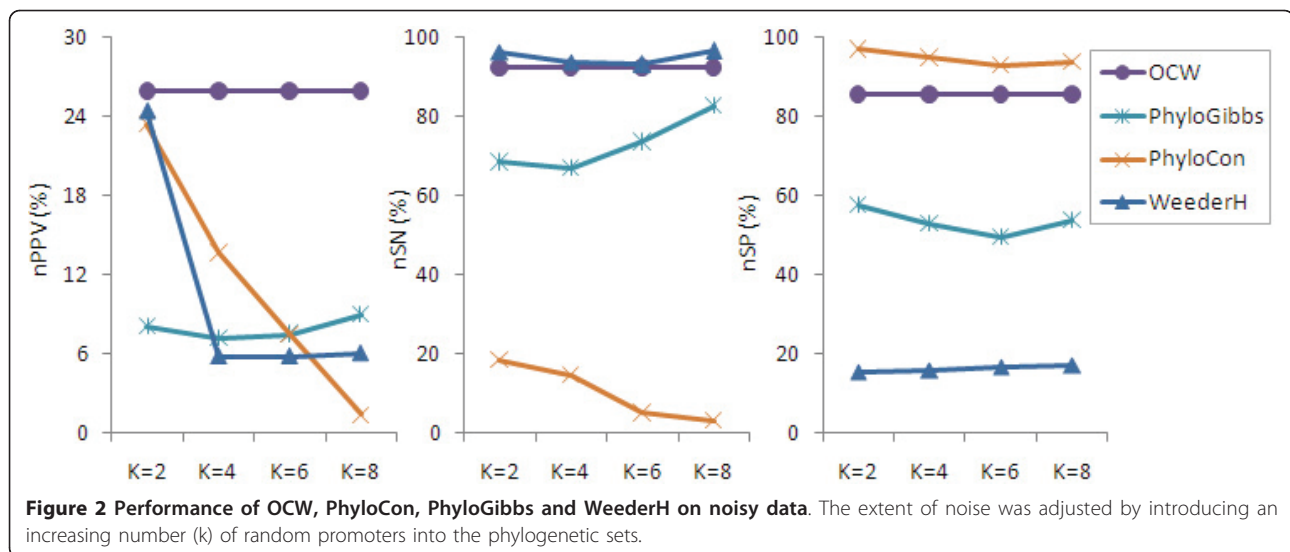 30
24
18
12
6
0
nPPV (%)
K=2 K=4 K=6 K=8
100
80
60
40
20
0
nSN (%)
K=2 K=4 K=6 K=8
100
80
60
40
20
0
nSP (%)
K=2 K=4 K=6 K=8
OCW
PhyloGibbs
PhyloCon
WeederH
Figure 2 Performance of OCW, PhyloCon, PhyloGibbs and WeederH on noisy data. The extent of noise was adjusted by introducing an
increasing number (k) of random promoters into the phylogenetic sets.